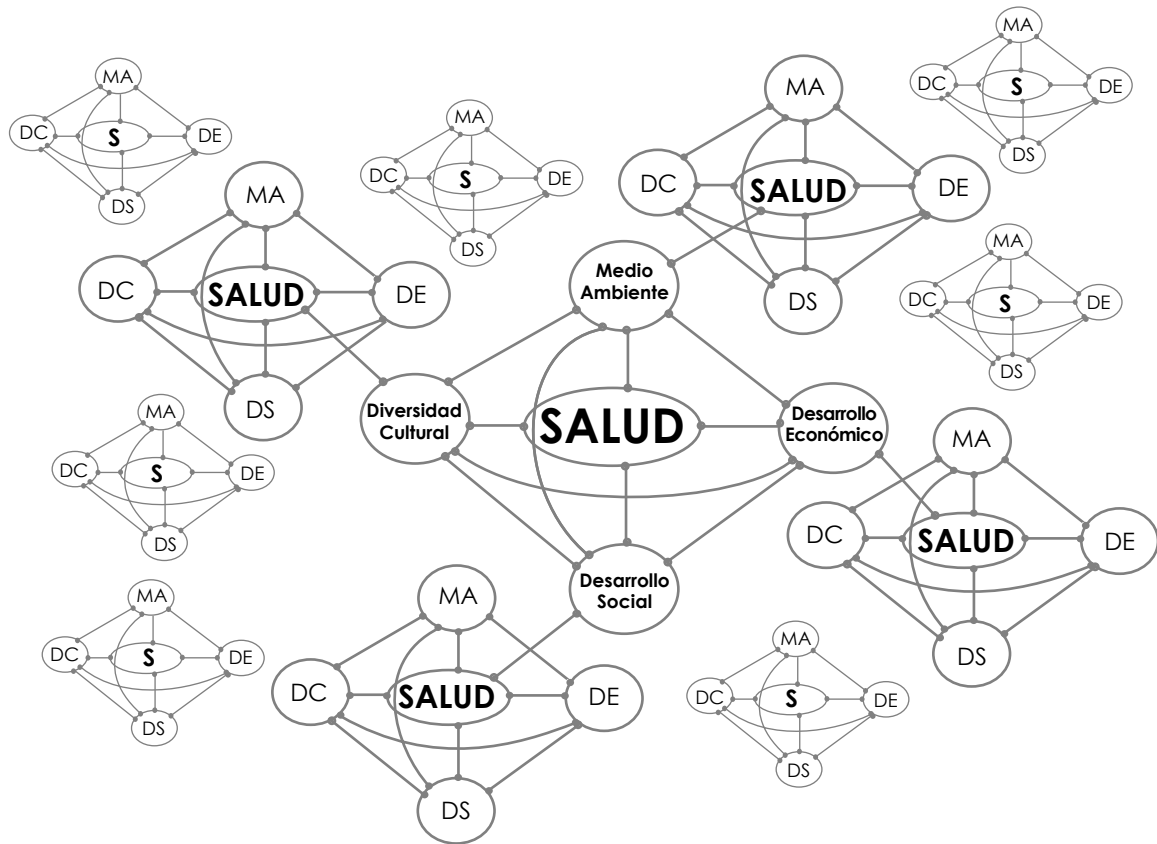 MA
DC
S
DE
DS
MA
DC
S
DE
DS
MA
DC
SALUD
DE
DS
MA
DC
S
DE
DS
MA
DC
SALUD
DE
DS
MA
DC
S
DE
DS
Medio
Ambiente
Diversidad
Cultural
SALUD
Desarrollo
Económico
Desarrollo
Social
MA
DC
S
DE
DS
MA
DC
SALUD
DE
DS
MA
DC
S
DE
DS
MA
DC
SALUD
DE
DS
MA
DC
S
DE
DS